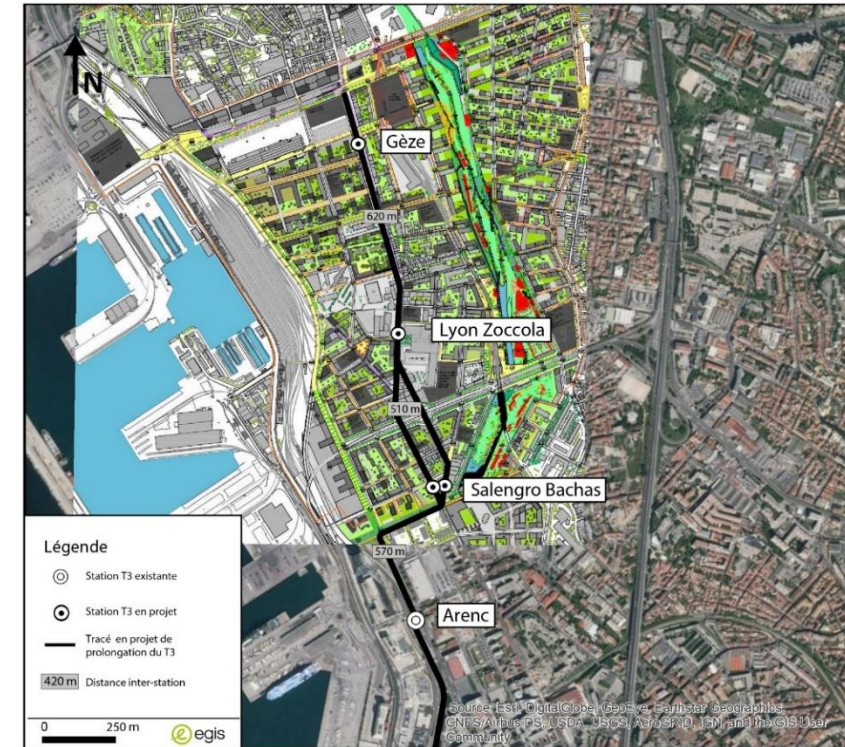 N
Gèze
620 m
Lyon Zoccola
510 m
Salengro Bachas
570 m
Arenc
Légende
Station T3 existante
Station T3 en projet
Tracé en projet de
prolongation du T3
420 m Distance inter-station
0 250 m
egis
Source: Esri, DigitalGlobe, GeoEye, Earthstar Geographics,
CNES/Airbus DS, USDA, USGS, AeroGRID, IGN, and the GIS User
Community